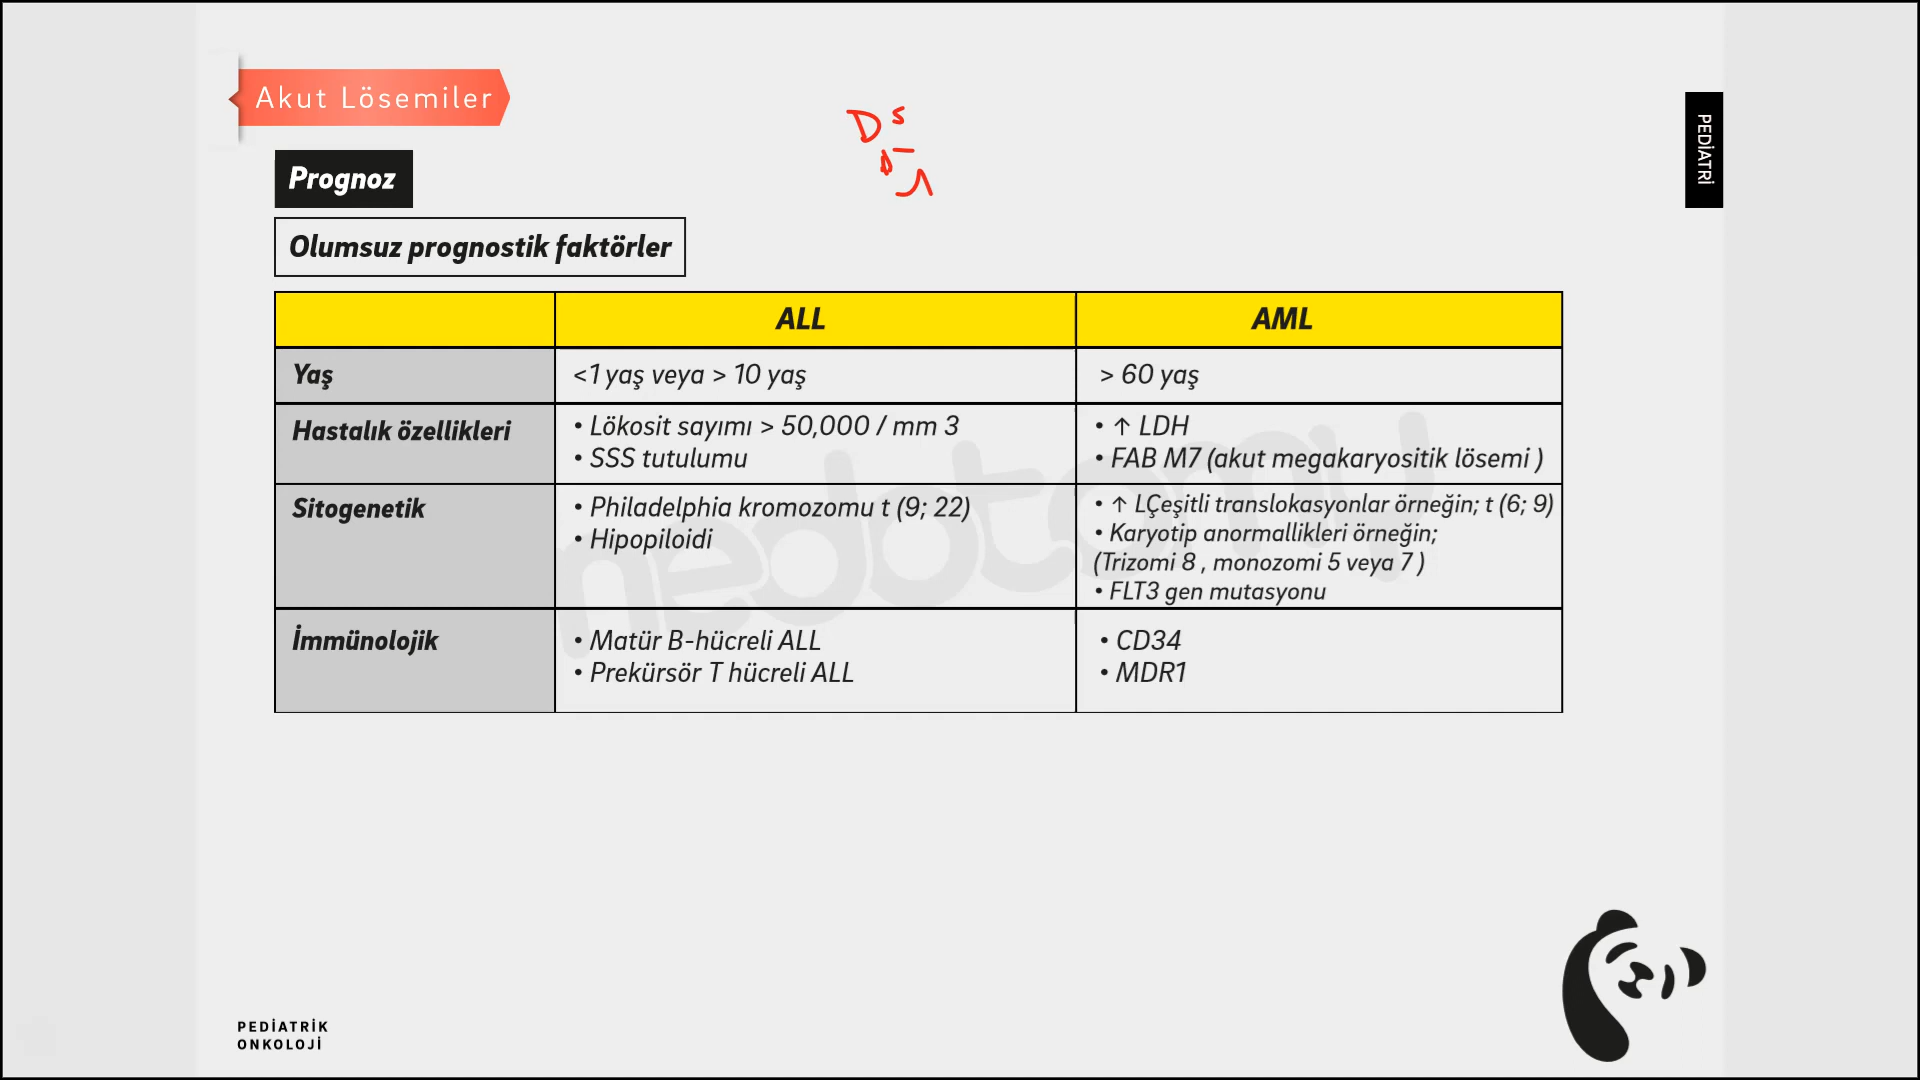 Akut Lösemiler
PEDİATRİ
Prognoz
Olumsuz prognostik faktörler
ALL
AML
Yaş
<1 yaş veya > 10 yaş
> 60 yaş
Hastalık özellikleri
• Lökosit sayımı > 50,000 / mm 3
• SSS tutulumu
• ↑ LDH
• FAB M7 (akut megakaryositik lösemi )
Sitogenetik
• Philadelphia kromozomu t (9; 22)
• Hipopiloidi
• ↑ LÇeşitli translokasyonlar örneğin; t (6; 9)
• Karyotip anormallikleri örneğin;
(Trizomi 8 , monozomi 5 veya 7 )
• FLT3 gen mutasyonu
İmmünolojik
• Matür B-hücreli ALL
• Prekürsör T hücreli ALL
• CD34
• MDR1
medotomy
PEDİATRİK
ONKOLOJİ